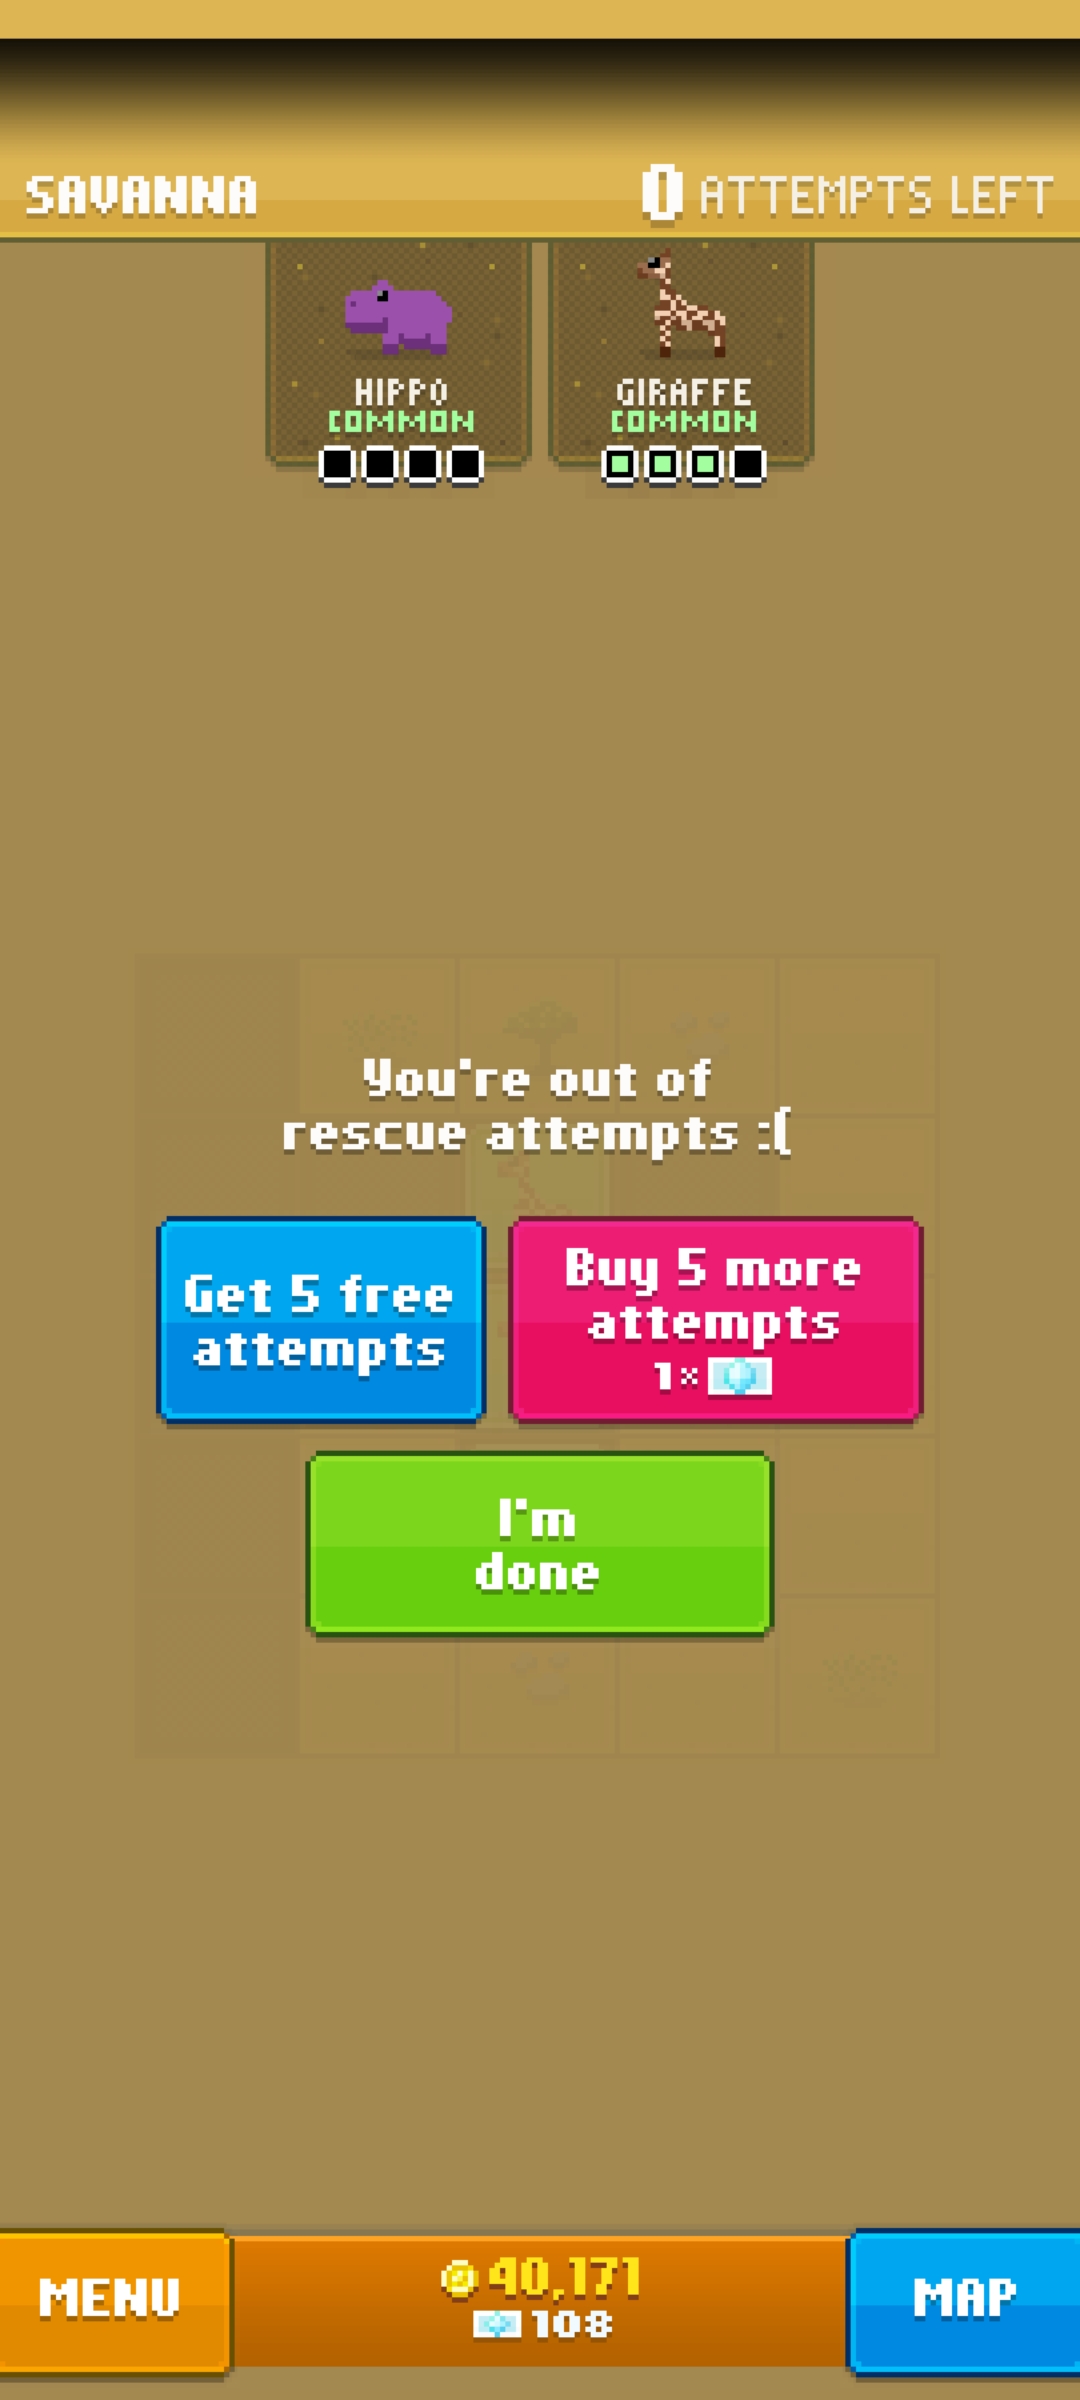 SAVANNA
0 ATTEMPTS LEFT
HIPPO
COMMON
GIRAFFE
COMMON
You're out of
rescue attempts :(
Get 5 free
attempts
Buy 5 more
attempts
1×
I'm
done
MENU
40,171
108
MAP